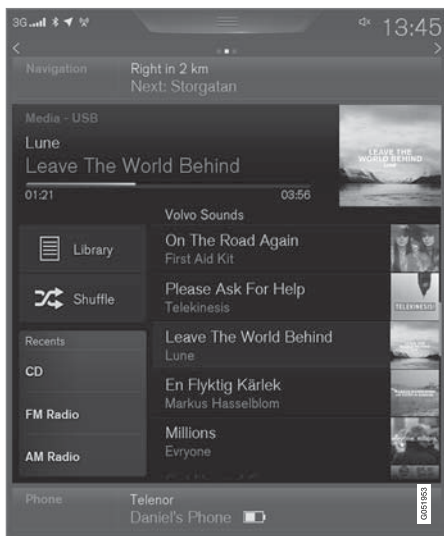 3G 13:45
Navigation
Right in 2 km
Next: Storgatan
Media - USB
Lune
Leave The World Behind
01:21 03:56
LEAVE THE
WORLD BEHIND
Volvo Sounds
Library
Shuffle
On The Road Again
First Aid Kit
Please Ask For Help
Telekinesis
TELEKINESIS!
Leave The World Behind
Lune
En Flyktig Kärlek
Markus Hasselblom
Millions
Evryone
Recents
CD
FM Radio
AM Radio
Phone
Telenor
Daniel's Phone
G051953